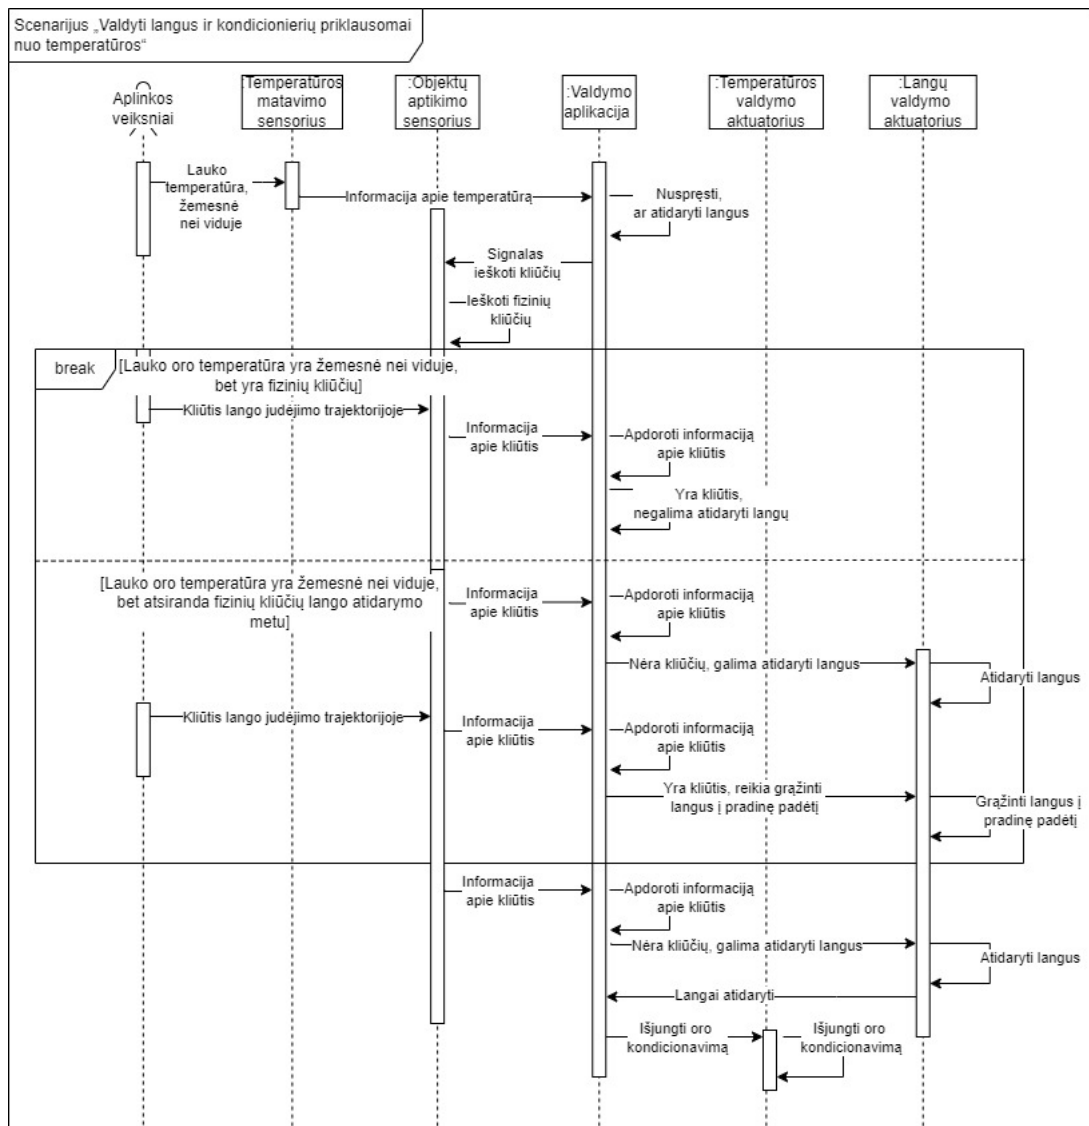 Scenarijus „Valdyti langus ir kondicionierių priklausomai
nuo temperatūros“
Aplinkos
veiksniai
:Temperatūros
matavimo
sensorius
:Objektų
aptikimo
sensorius
:Valdymo
aplikacija
:Temperatūros
valdymo
aktuatorius
:Langų
valdymo
aktuatorius
Lauko
temperatūra,
žemesnė
nei viduje
Informacija apie temperatūrą
Nuspręsti,
ar atidaryti langus
Signalas
ieškoti kliūčių
Ieškoti fizinių
kliūčių
break
[Lauko oro temperatūra yra žemesnė nei viduje,
bet yra fizinių kliūčių]
Kliūtis lango judėjimo trajektorijoje
Informacija
apie kliūtis
Apdoroti informaciją
apie kliūtis
Yra kliūtis,
negalima atidaryti langų
[Lauko oro temperatūra yra žemesnė nei viduje,
bet atsiranda fizinių kliūčių lango atidarymo
metu]
Informacija
apie kliūtis
Apdoroti informaciją
apie kliūtis
Nėra kliūčių, galima atidaryti langus
Atidaryti langus
Kliūtis lango judėjimo trajektorijoje
Informacija
apie kliūtis
Apdoroti informaciją
apie kliūtis
Yra kliūtis, reikia grąžinti
langus į pradinę padėtį
Grąžinti langus į
pradinę padėtį
Informacija
apie kliūtis
Apdoroti informaciją
apie kliūtis
Nėra kliūčių, galima atidaryti langus
Atidaryti langus
Langai atidaryti
Išjungti oro
kondicionavimą
Išjungti oro
kondicionavimą